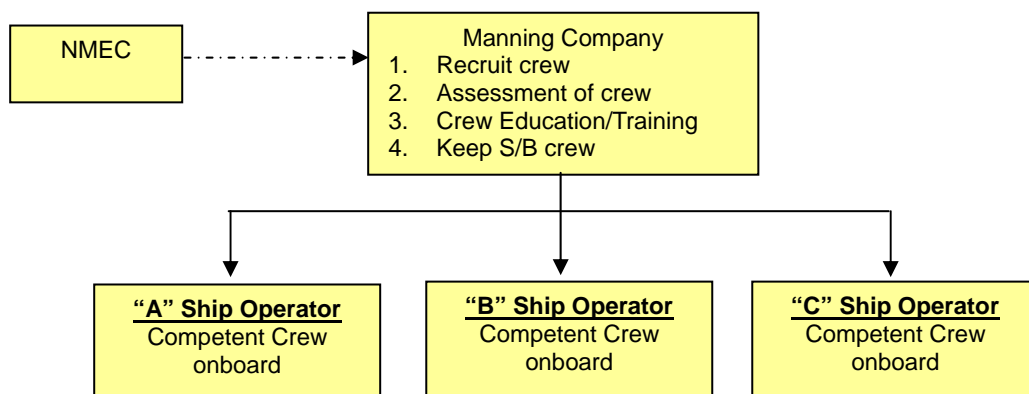 NMEC
Manning Company
1. Recruit crew
2. Assessment of crew
3. Crew Education/Training
4. Keep S/B crew
“A” Ship Operator
Competent Crew
onboard
“B” Ship Operator
Competent Crew
onboard
“C” Ship Operator
Competent Crew
onboard